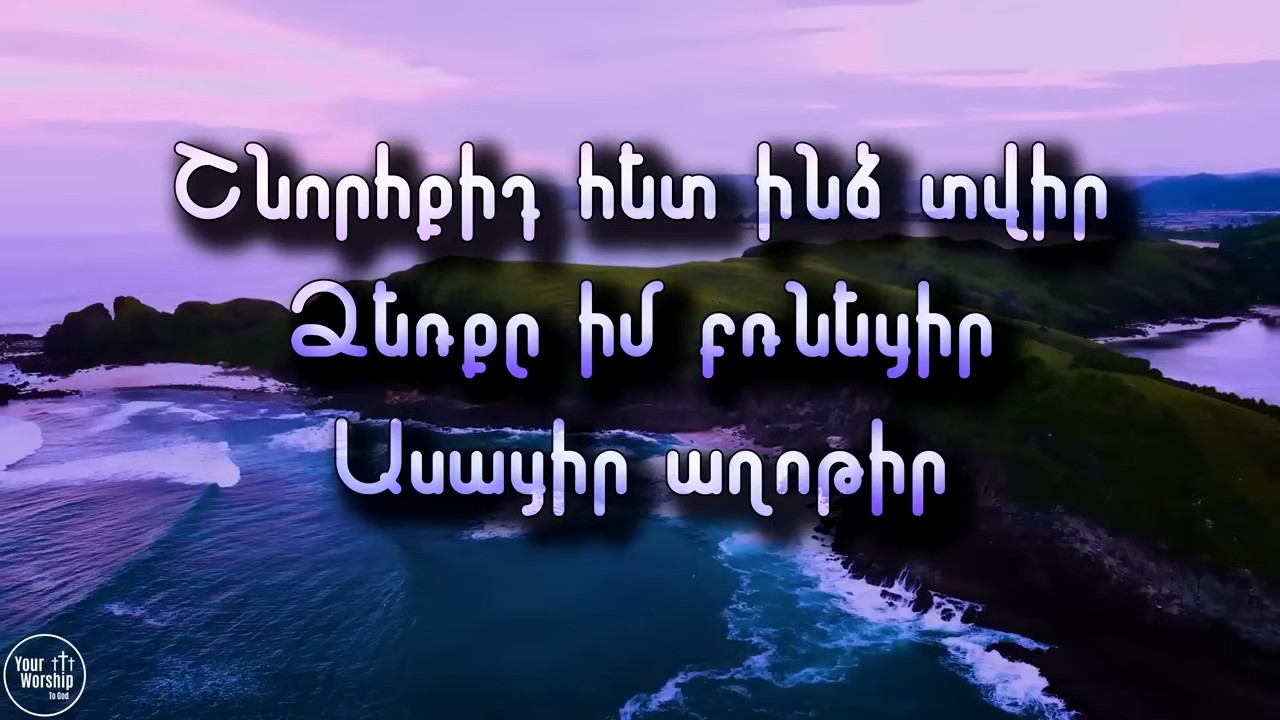 Շնորհքիդ հետ ինձ տվիր
Ձեռքը իմ բռնեցիր
Ասացիր աղոթիր
Your
Worship
To God